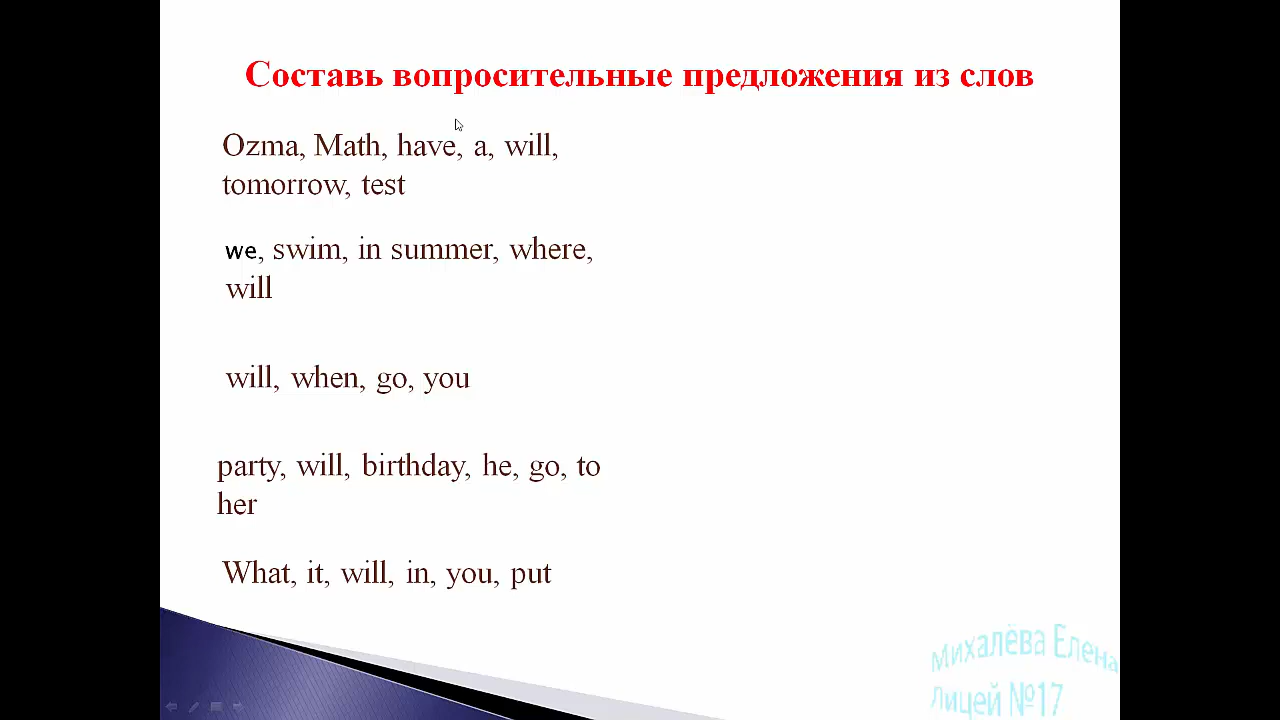 Составь вопросительные предложения из слов
Ozma, Math, have, a, will,
tomorrow, test
we, swim, in summer, where,
will
will, when, go, you
party, will, birthday, he, go, to
her
What, it, will, in, you, put
Михалёва Елена
Лицей №17